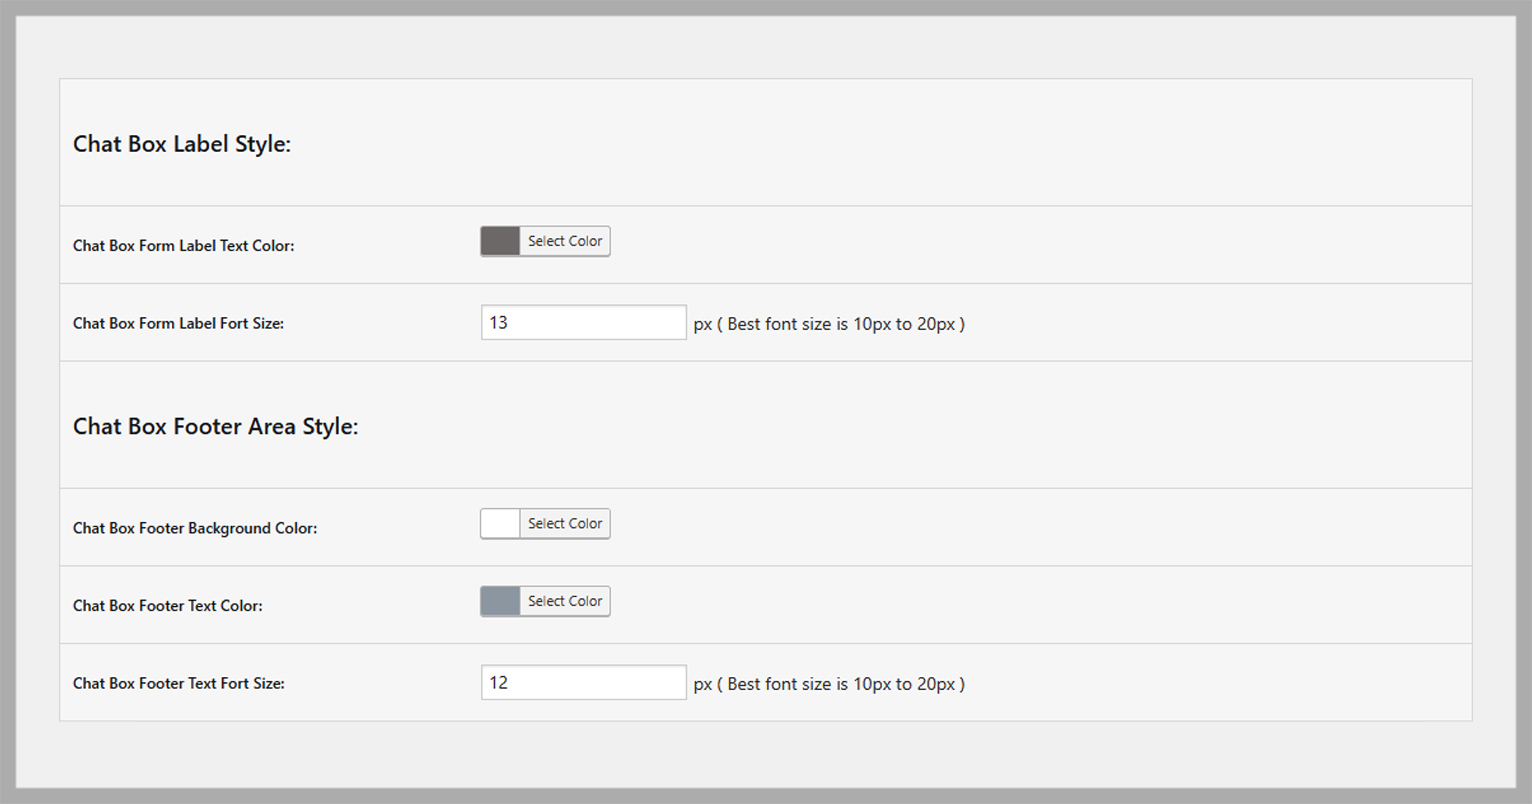 Chat Box Label Style:
Chat Box Form Label Text Color: Select Color
Chat Box Form Label Fort Size: 13 px ( Best font size is 10px to 20px )
Chat Box Footer Area Style:
Chat Box Footer Background Color: Select Color
Chat Box Footer Text Color: Select Color
Chat Box Footer Text Fort Size: 12 px ( Best font size is 10px to 20px )